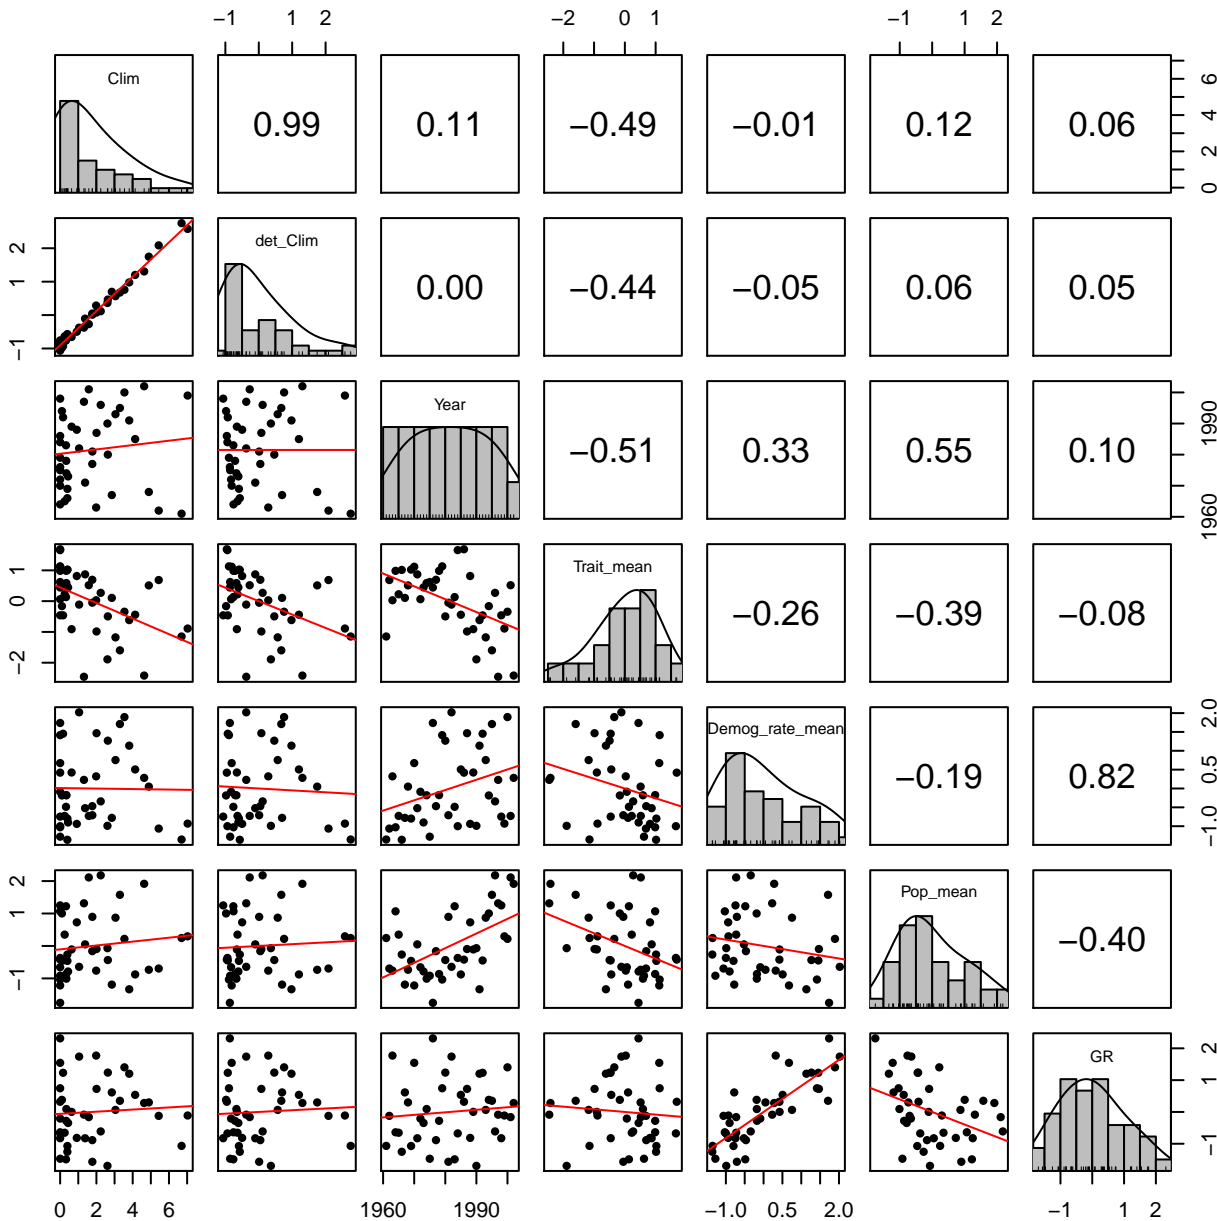 −1 1 2 −2 0 1 −1 1 2
Clim 0.99 0.11 −0.49 −0.01 0.12 0.06 0 2 4 6
−1 1 2 det_Clim 0.00 −0.44 −0.05 0.06 0.05
Year −0.51 0.33 0.55 0.10 1960 1990
−2 0 1 Trait_mean −0.26 −0.39 −0.08
Demog_rate_mean −0.19 0.82 −1.0 0.5 2.0
−1 1 2 Pop_mean −0.40
GR −1 1 2
0 2 4 6 1960 1990 −1.0 0.5 2.0 −1 1 2